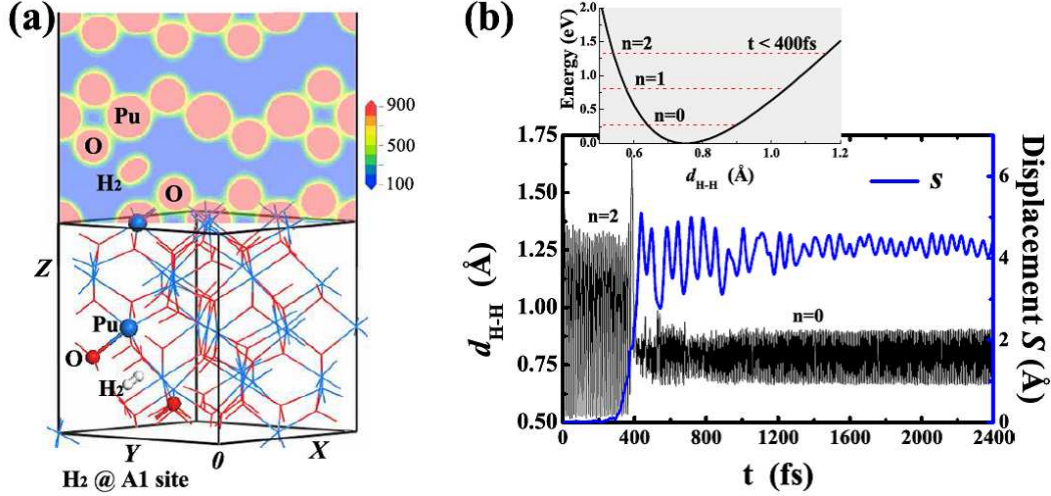 (a)
Pu
O
H2
O
900
500
100
Z
Pu
O
H2
Y
0
X
H2 @ A1 site
(b)
Energy (eV)
2.0
1.5
1.0
0.5
0.0
n=2
t < 400fs
n=1
n=0
0.6 0.8 1.0 1.2
d H-H (Å)
d H-H (Å)
1.75
1.50
1.25
1.00
0.75
0.50
n=2
S
n=0
Displacement S (Å)
6
4
2
0
0 400 800 1200 1600 2000 2400
t (fs)